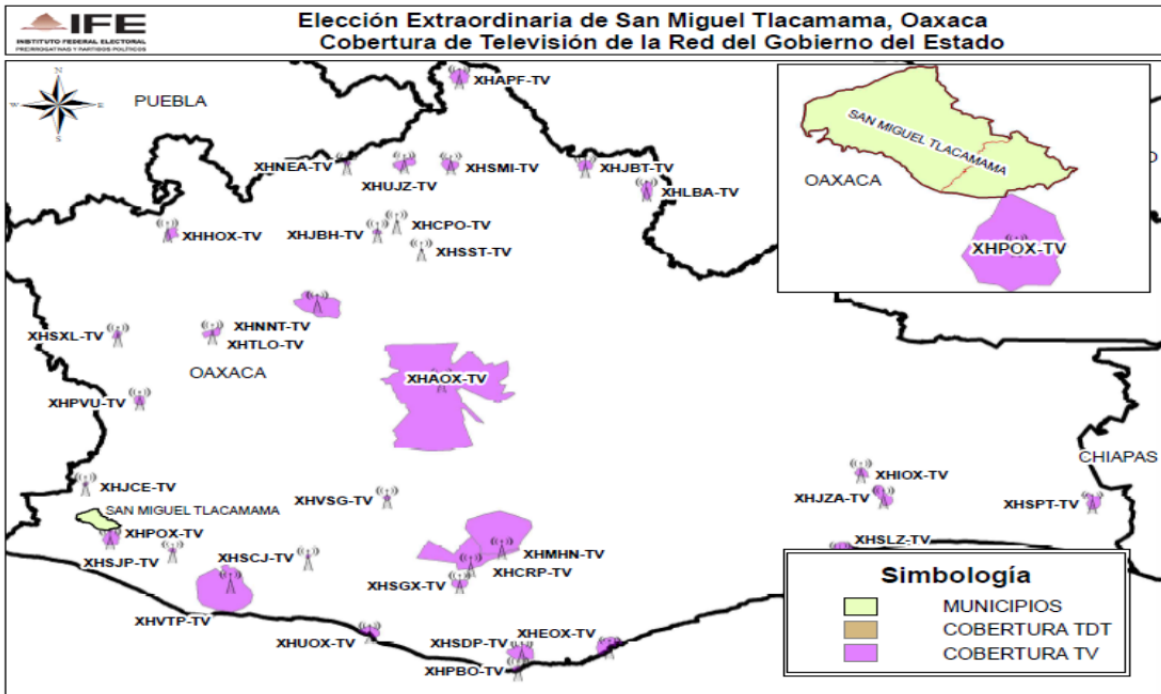 IFE
INSTITUTO FEDERAL ELECTORAL
PRERROGATIVAS Y PARTIDOS POLÍTICOS
Elección Extraordinaria de San Miguel Tlacamama, Oaxaca
Cobertura de Televisión de la Red del Gobierno del Estado
N
W
E
S
PUEBLA
XHAPF-TV
XHNEA-TV
XHUJZ-TV
XHSMI-TV
XHJBT-TV
XHLBA-TV
SAN MIGUEL TLACAMAMA
OAXACA
XHPOX-TV
XHHOX-TV
XHJBH-TV
XHCPO-TV
XHSST-TV
XHSXL-TV
XHNNT-TV
XHTLO-TV
OAXACA
XHAOX-TV
XHPVU-TV
CHIAPAS
XHJCE-TV
XHVSG-TV
XHIOX-TV
XHJZA-TV
XHSPT-TV
SAN MIGUEL TLACAMAMA
XHPOX-TV
XHSJP-TV
XHSCJ-TV
XHMHN-TV
XHCRP-TV
XHSGX-TV
XHSLZ-TV
XHVTP-TV
XHUOX-TV
XHSDP-TV
XHEOX-TV
XHPBO-TV
Simbología
MUNICIPIOS
COBERTURA TDT
COBERTURA TV